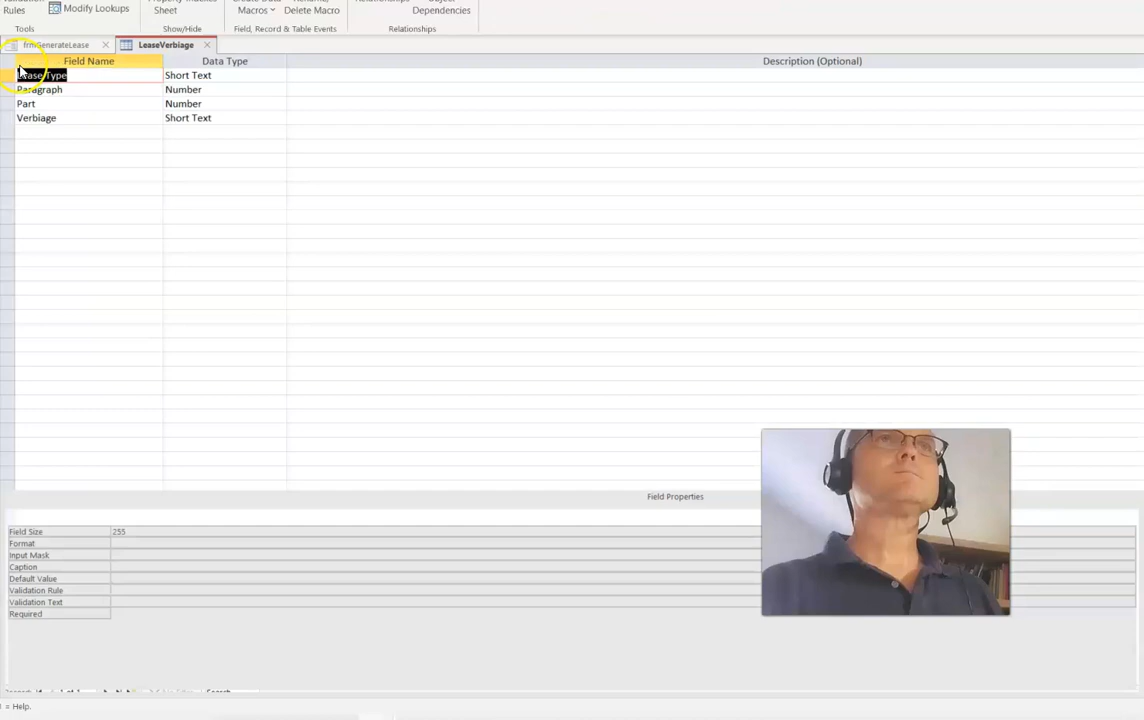 Rules
Modify Lookups
Sheet
Macros
Delete Macro
Dependencies
Tools
Show/Hide
Field, Record & Table Events
Relationships
frmGenerateLease
LeaseVerbiage
Field Name
Data Type
Description (Optional)
Lease Type
Short Text
Paragraph
Number
Part
Number
Verbiage
Short Text
Field Properties
Field Size
255
Format
Input Mask
Caption
Default Value
Validation Rule
Validation Text
Required
= Help.